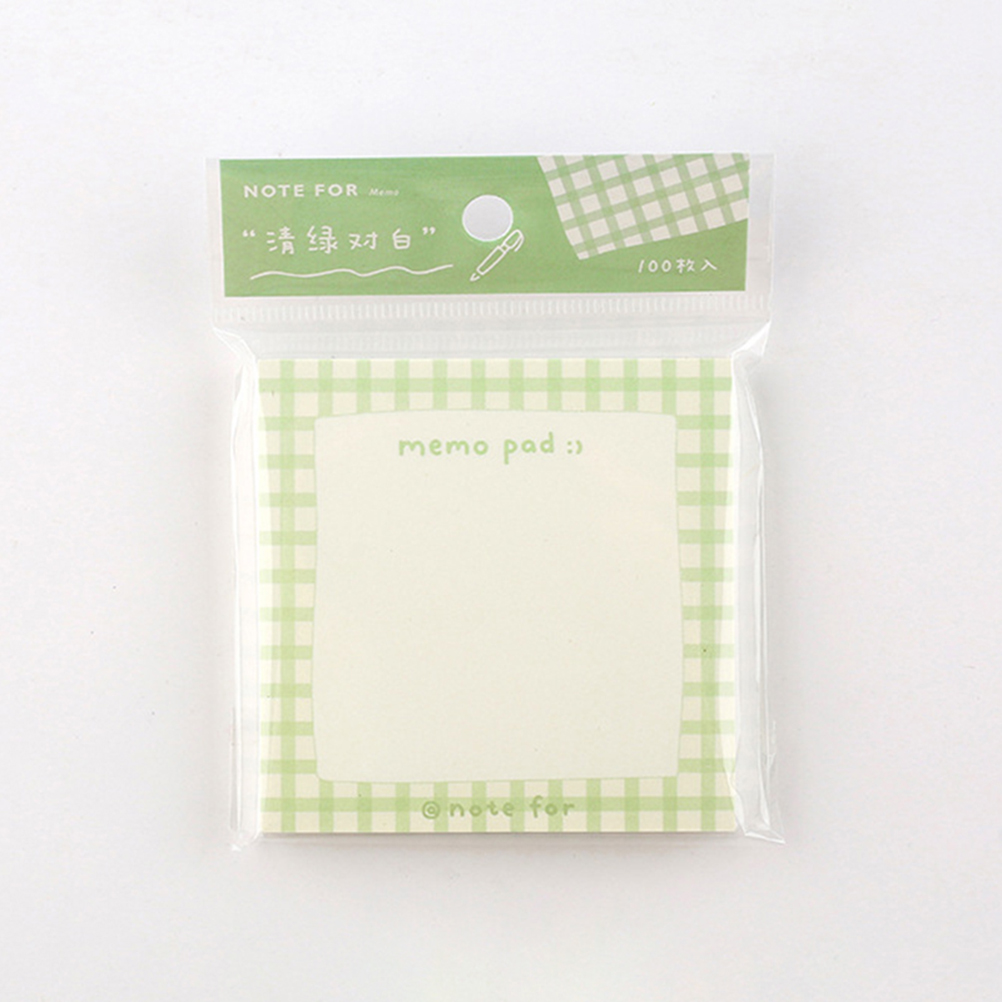 NOTE FOR Memo
“清绿对白”
100枚入
memo pad :)
@note for